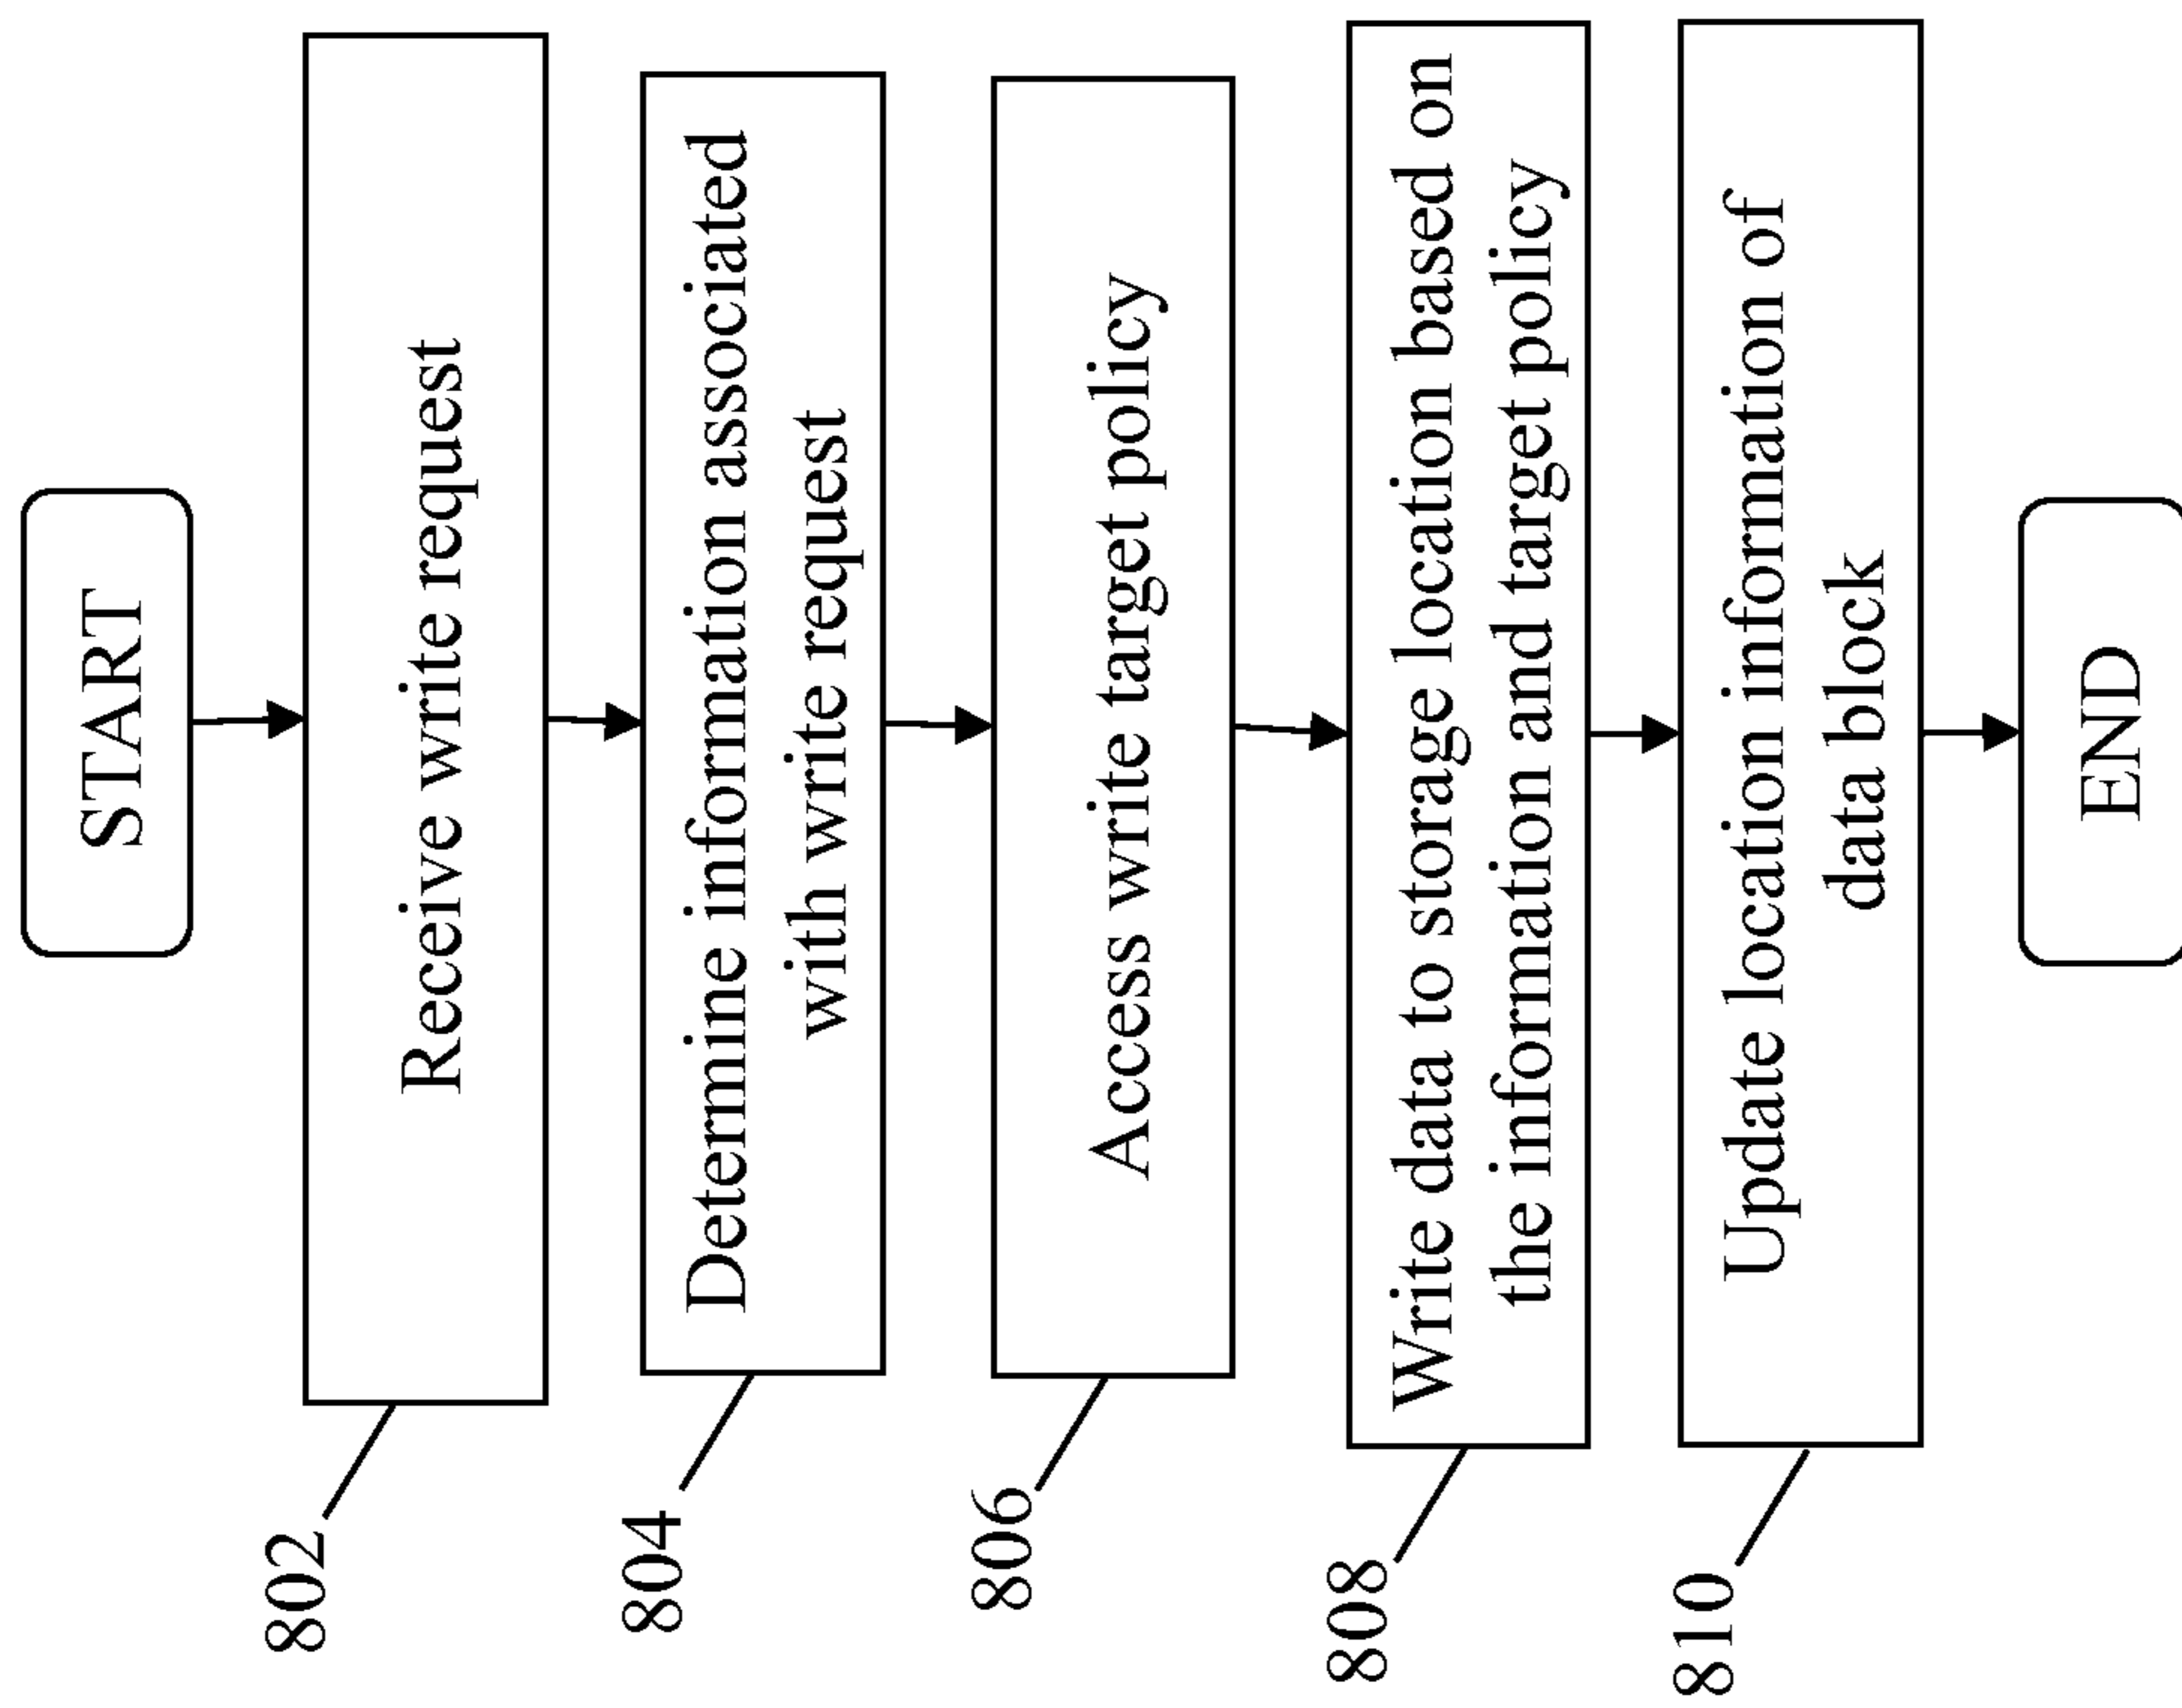 START
802
Receive write request
804
Determine information associated
with write request
806
Access write target policy
808
Write data to storage location based on
the information and target policy
810
Update location information of
data block
END